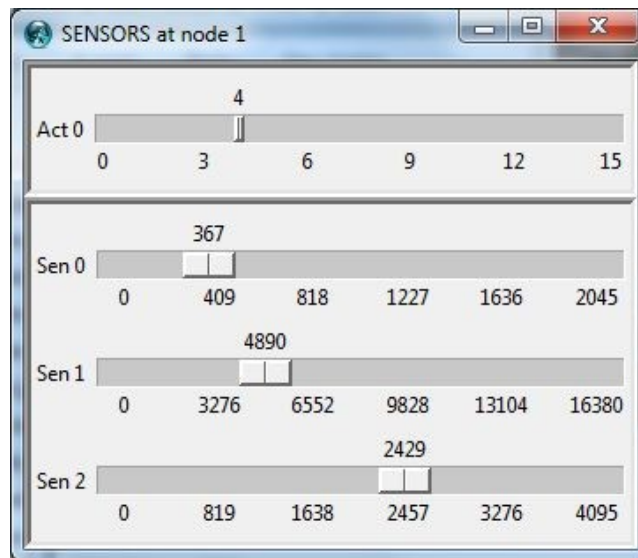 SENSORS at node 1
4
Act 0
0 3 6 9 12 15
367
Sen 0
0 409 818 1227 1636 2045
4890
Sen 1
0 3276 6552 9828 13104 16380
2429
Sen 2
0 819 1638 2457 3276 4095